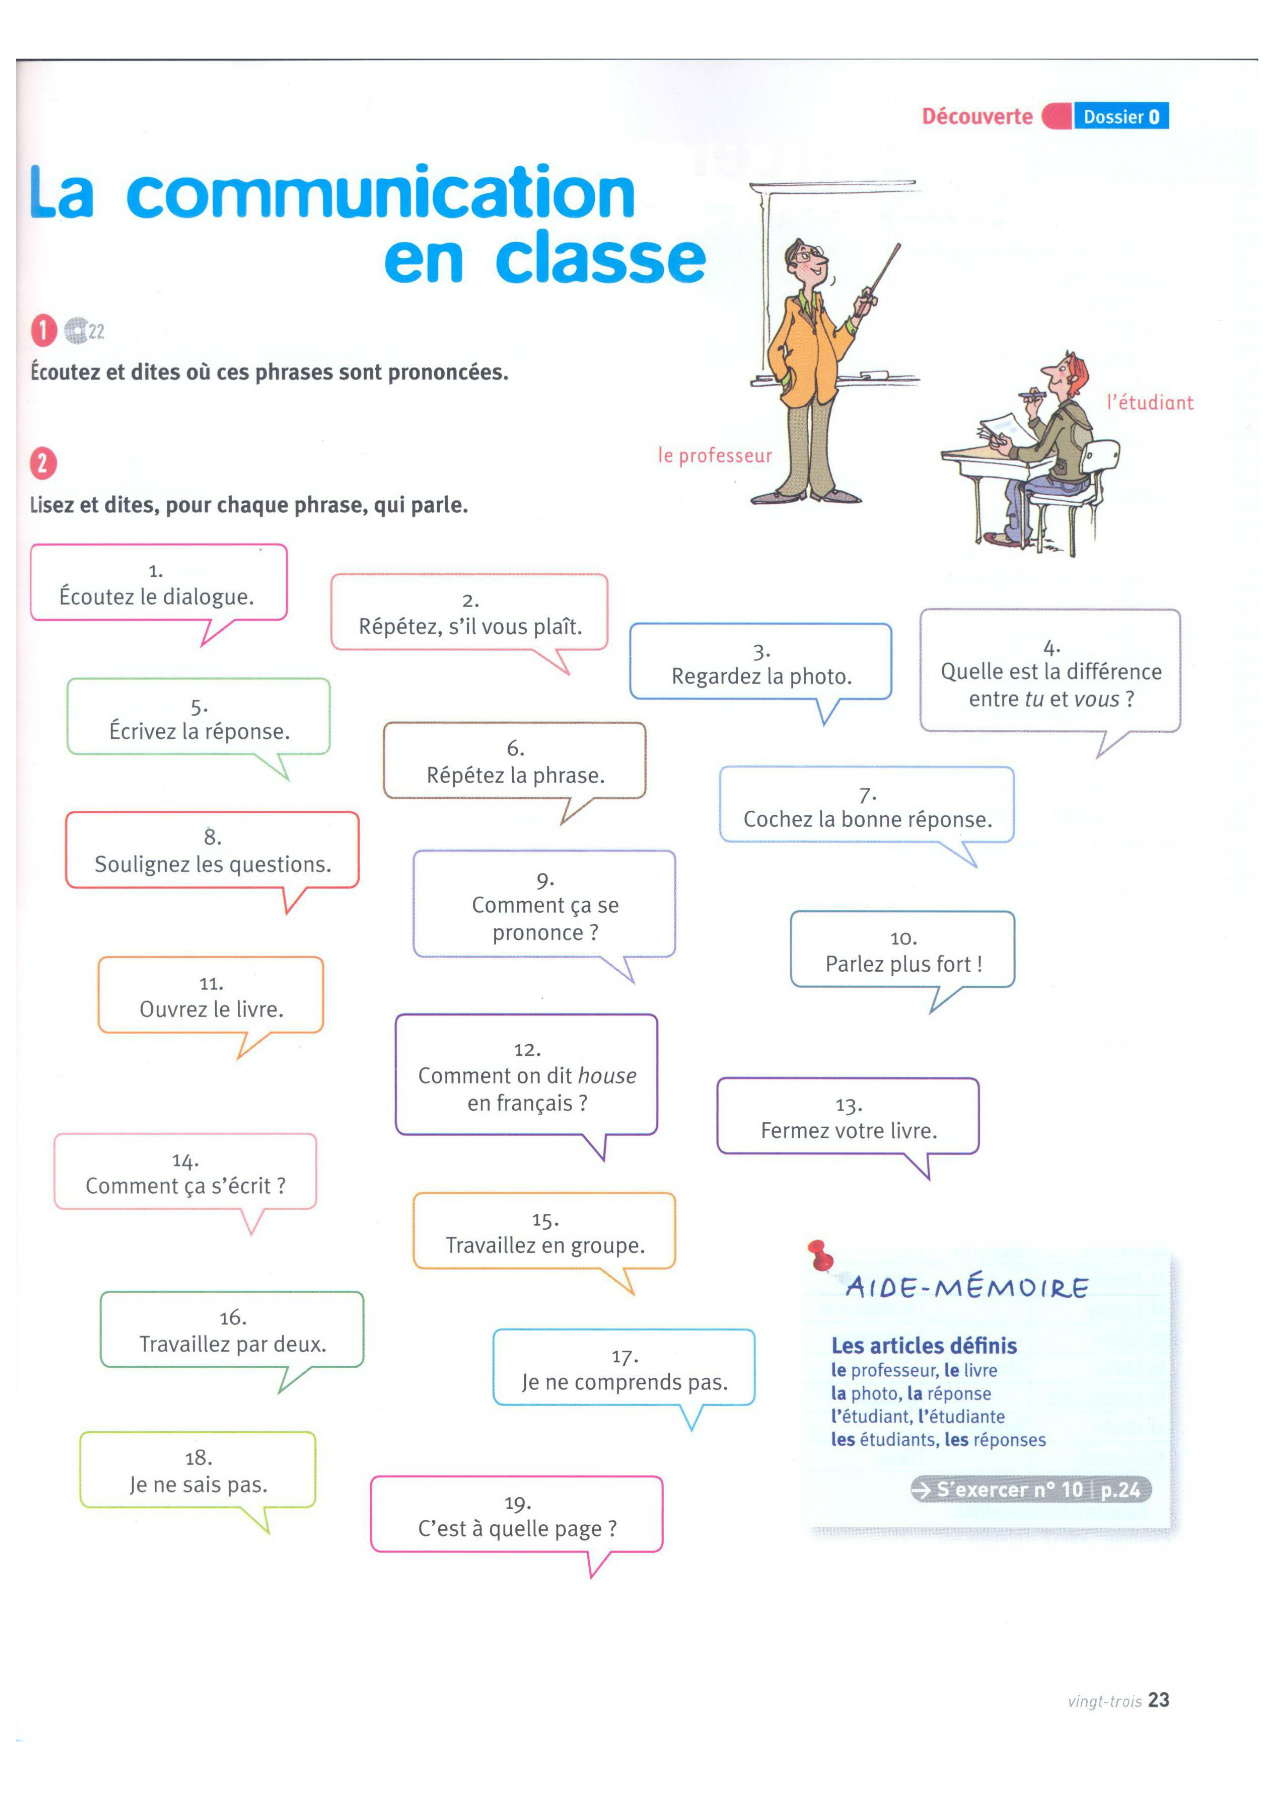 Découverte Dossier 0
La communication
en classe
1 22
Écoutez et dites où ces phrases sont prononcées.
l'étudiant
le professeur
2
Lisez et dites, pour chaque phrase, qui parle.
1.
Écoutez le dialogue.
2.
Répétez, s'il vous plaît.
3.
Regardez la photo.
4.
Quelle est la différence
entre tu et vous ?
5.
Écrivez la réponse.
6.
Répétez la phrase.
7.
Cochez la bonne réponse.
8.
Soulignez les questions.
9.
Comment ça se
prononce ?
10.
Parlez plus fort !
11.
Ouvrez le livre.
12.
Comment on dit house
en français ?
13.
Fermez votre livre.
14.
Comment ça s'écrit ?
15.
Travaillez en groupe.
16.
Travaillez par deux.
17.
Je ne comprends pas.
18.
Je ne sais pas.
19.
C'est à quelle page ?
AIDE-MÉMOIRE
Les articles définis
le professeur, le livre
la photo, la réponse
l'étudiant, l'étudiante
les étudiants, les réponses
→ S'exercer n° 10 | p.24
vingt-trois 23